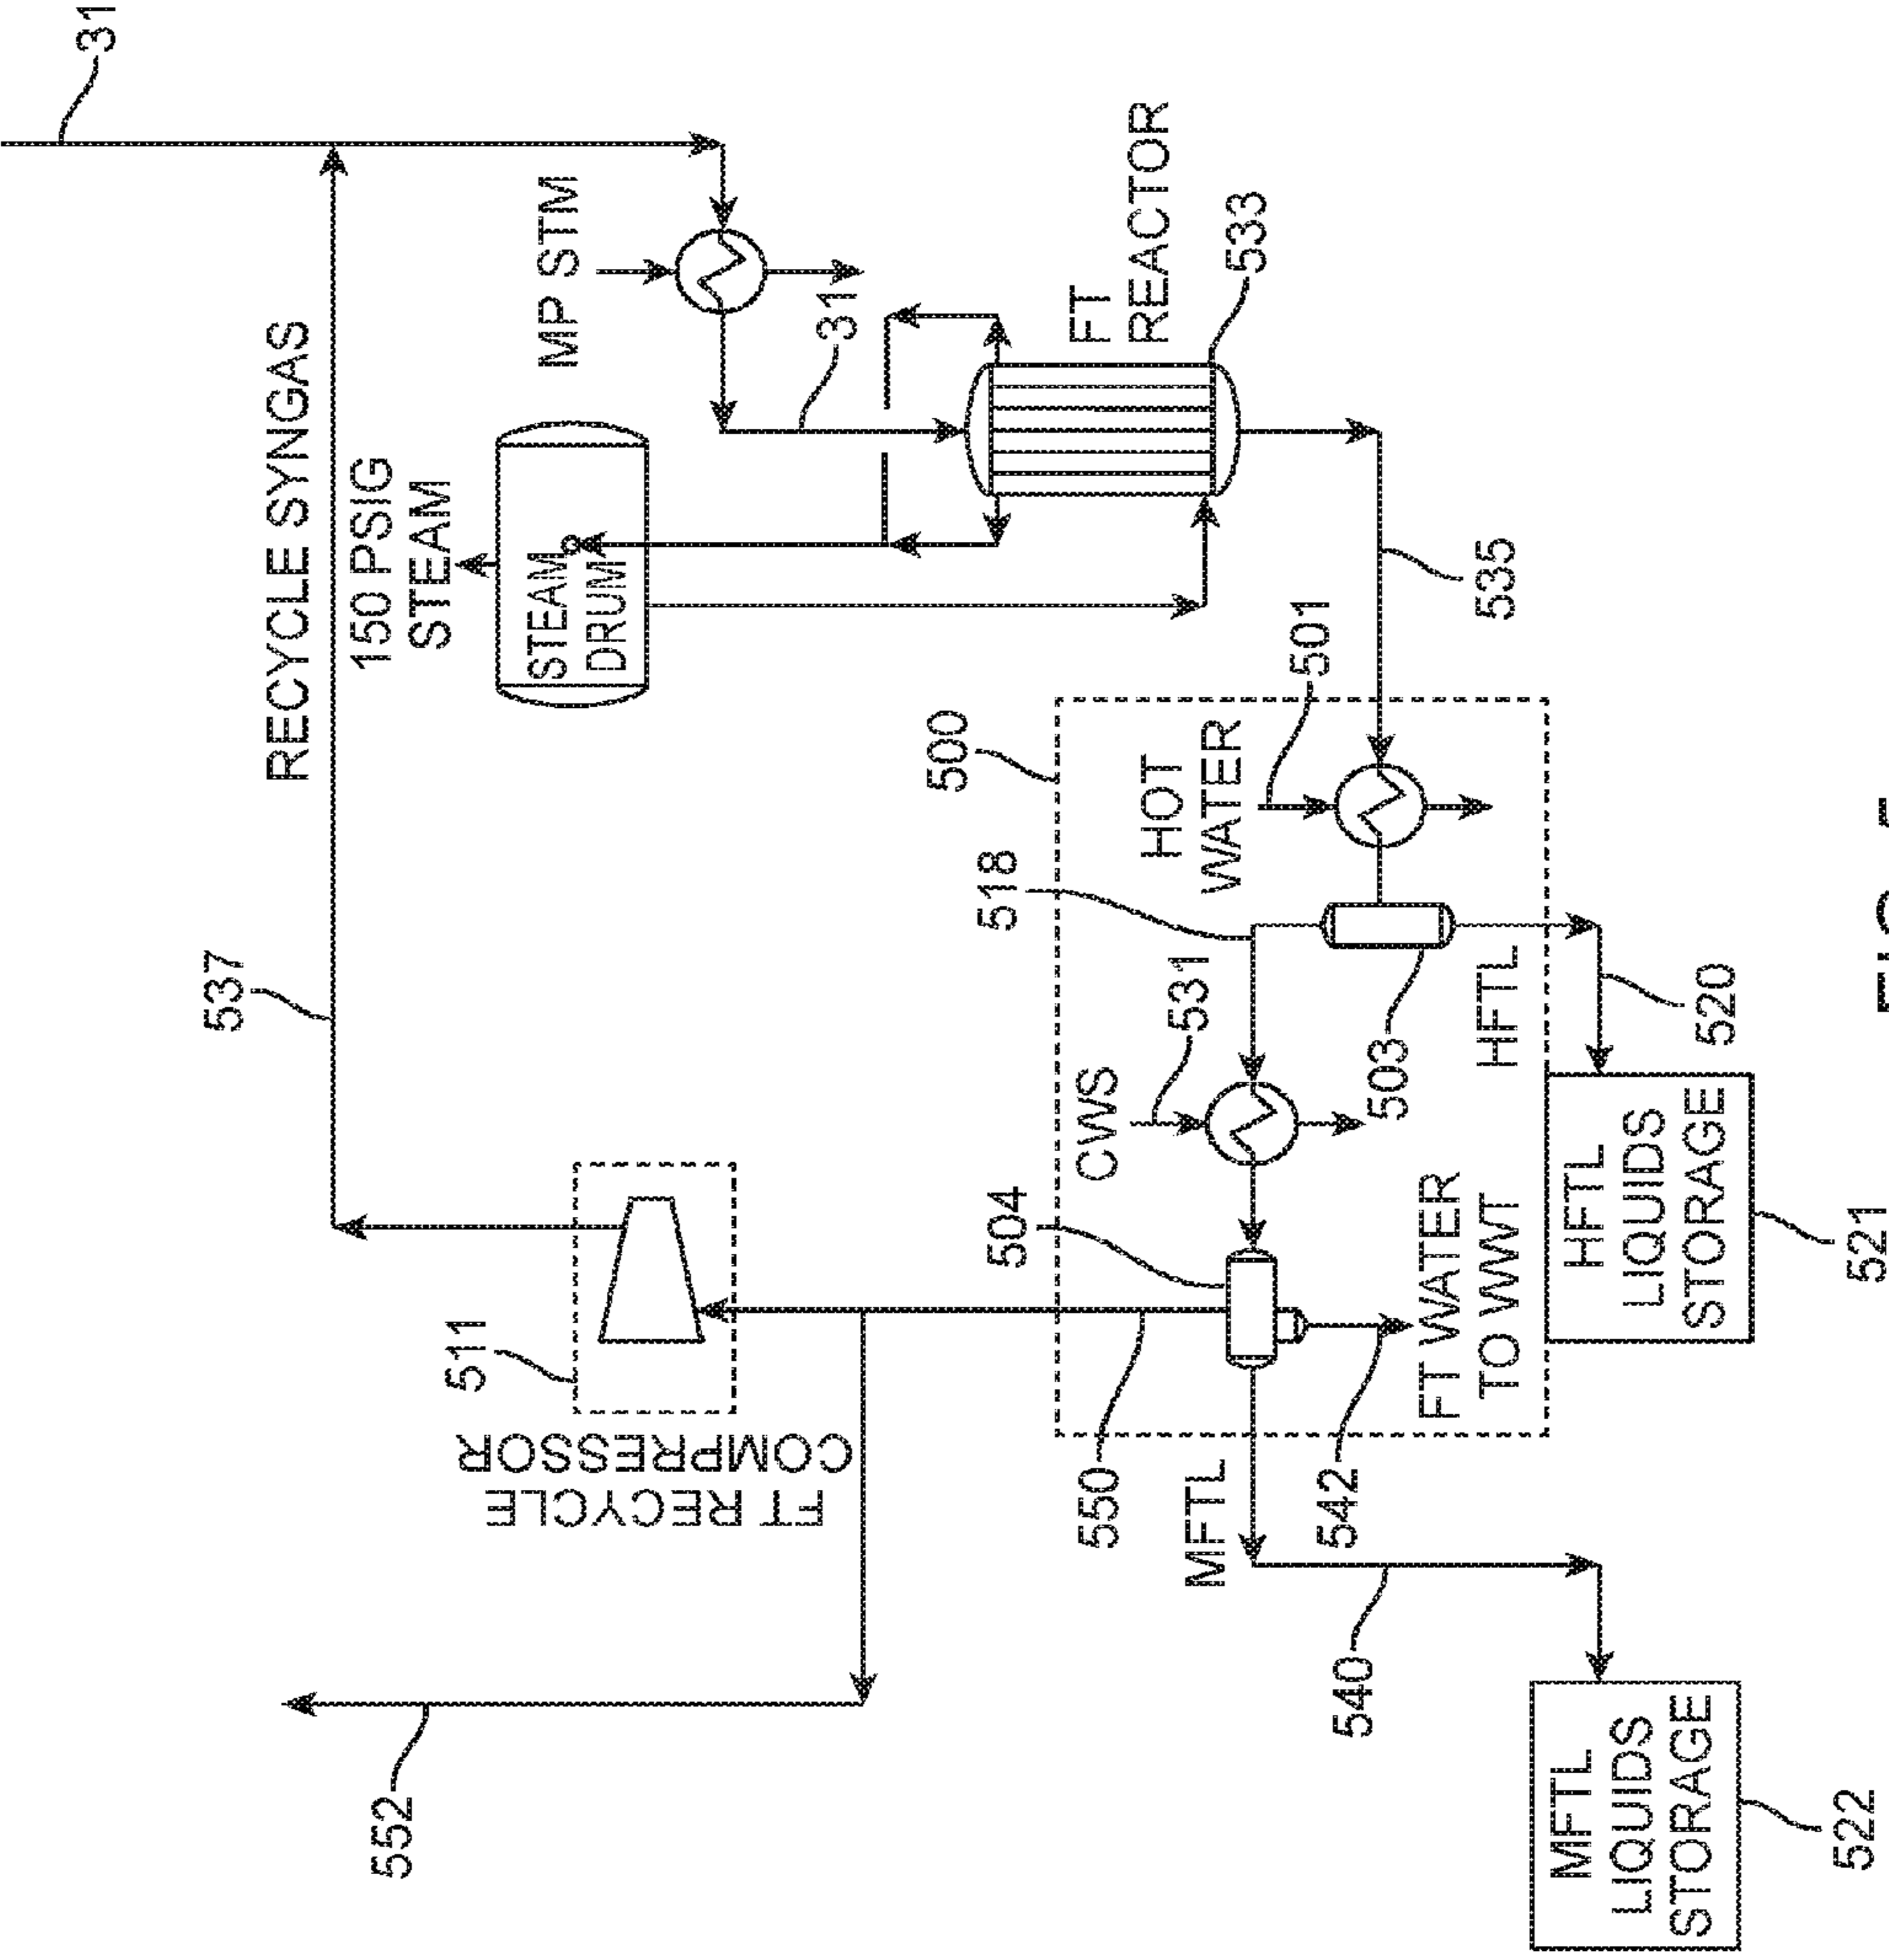 31
537
RECYCLE SYNGAS
150 PSIG
STEAM
552
511
FT RECYCLE
COMPRESSOR
STEAM
DRUM
MP STM
31
500
518
504
CWS
550
FT
REACTOR
533
HOT
WATER
501
531
MFTL
542
540
503
FT WATER
TO WWT
HFTL
535
MFTL
LIQUIDS
STORAGE
HFTL
LIQUIDS
STORAGE
520
522
521